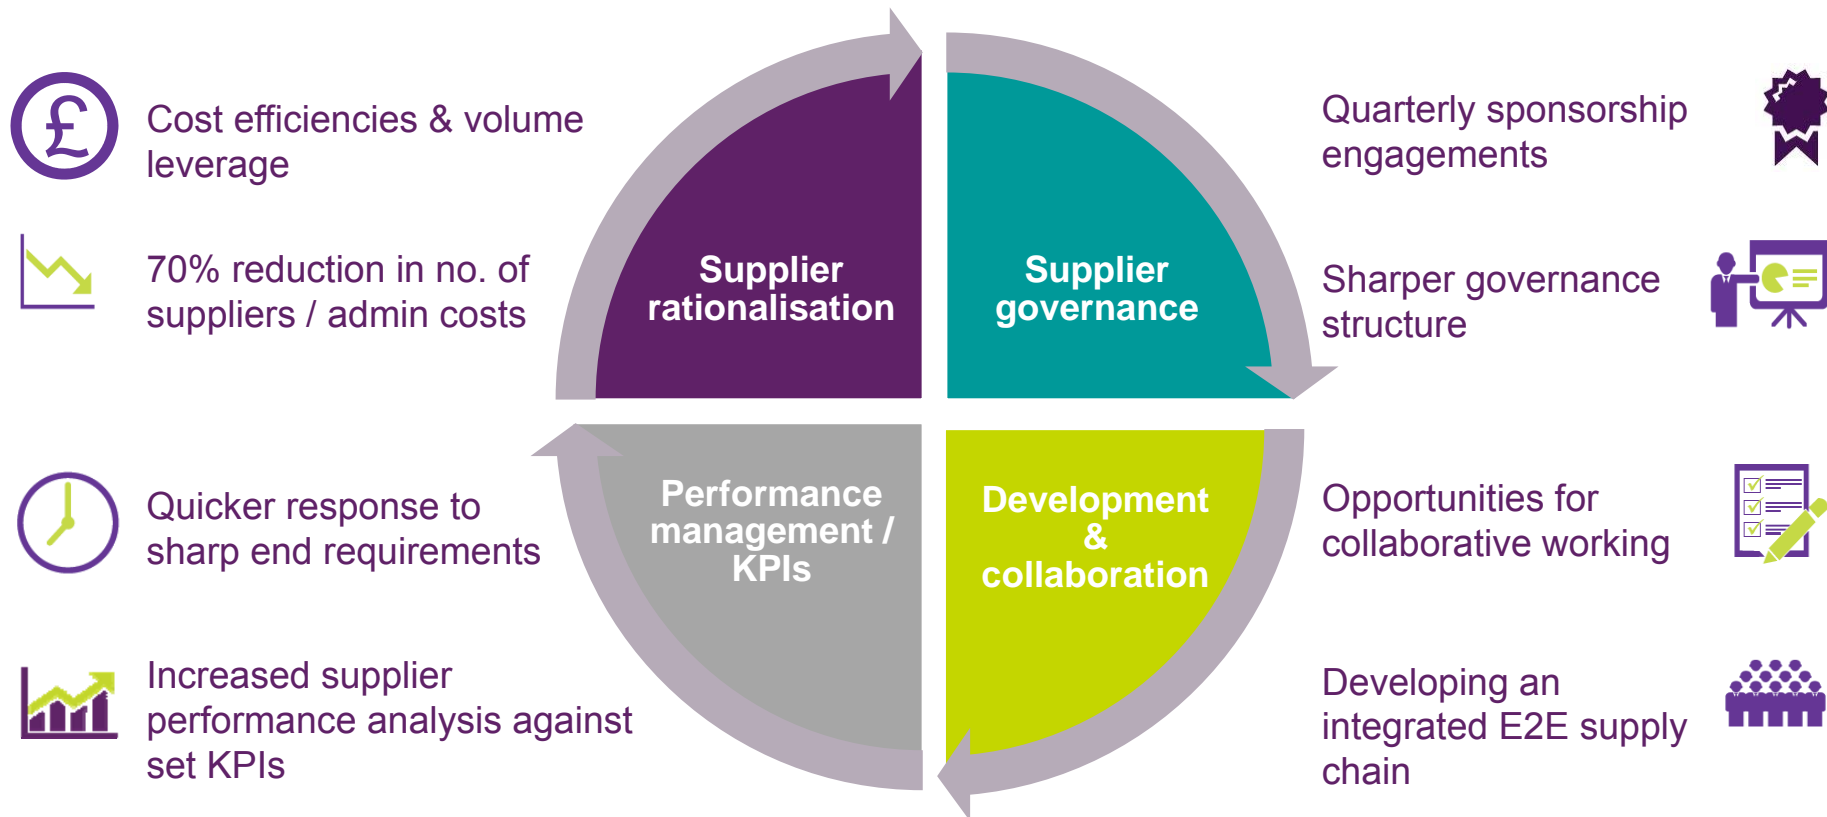 £
Cost efficiencies & volume
leverage
70% reduction in no. of
suppliers / admin costs
Supplier
rationalisation
Supplier
governance
Quarterly sponsorship
engagements
Sharper governance
structure
Quicker response to
sharp end requirements
Increased supplier
performance analysis against
set KPIs
Performance
management /
KPIs
Development
&
collaboration
Opportunities for
collaborative working
Developing an
integrated E2E supply
chain